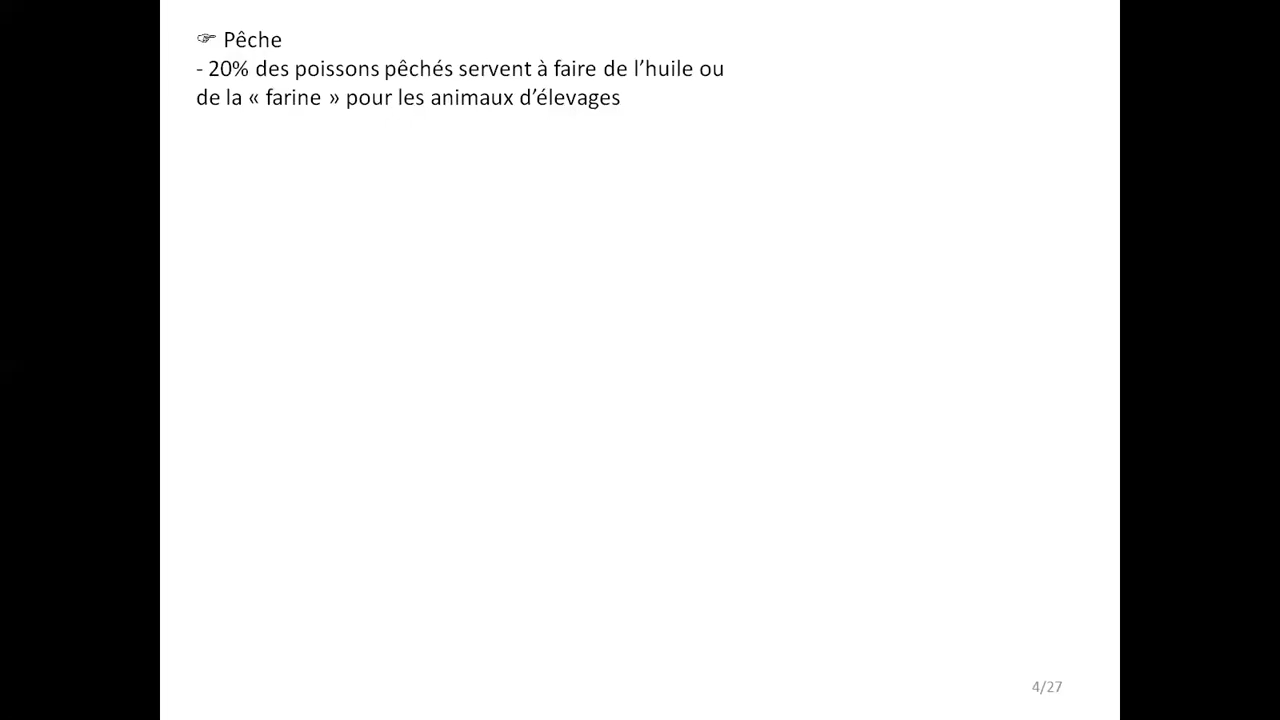 ☞ Pêche
- 20% des poissons pêchés servent à faire de l’huile ou
de la « farine » pour les animaux d’élevages
4/27